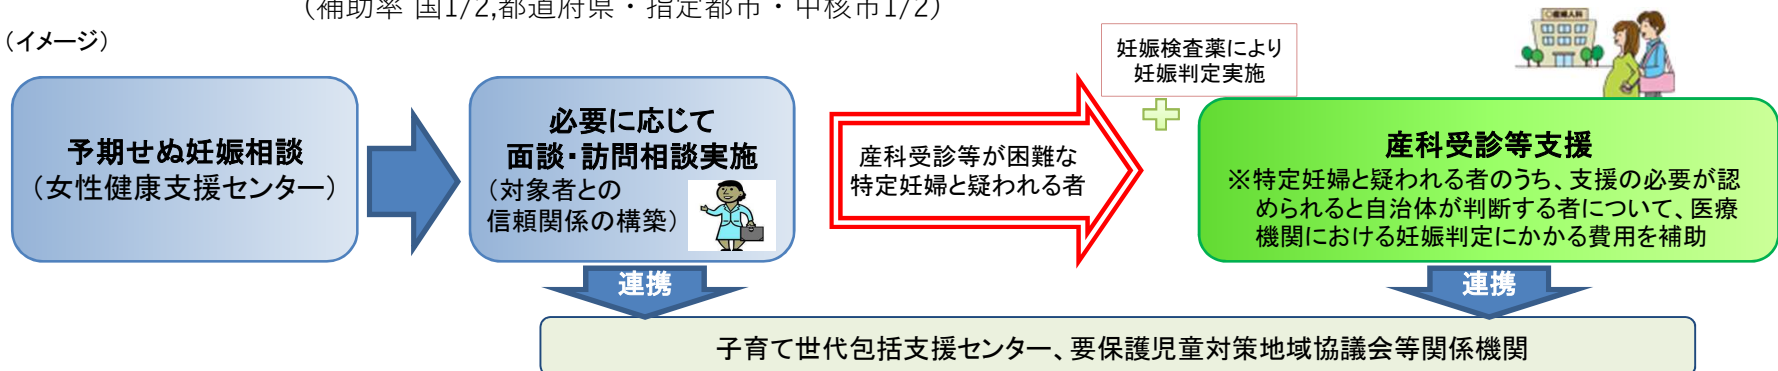 （補助率 国1/2,都道府県・指定都市・中核市1/2）
（イメージ）
予期せぬ妊娠相談
（女性健康支援センター）
必要に応じて
面談・訪問相談実施
（対象者との
信頼関係の構築）
産科受診等が困難な
特定妊婦と疑われる者
妊娠検査薬により
妊娠判定実施
産婦人科
産科受診等支援
※特定妊婦と疑われる者のうち、支援の必要が認
められると自治体が判断する者について、医療
機関における妊娠判定にかかる費用を補助
連携
連携
子育て世代包括支援センター、要保護児童対策地域協議会等関係機関